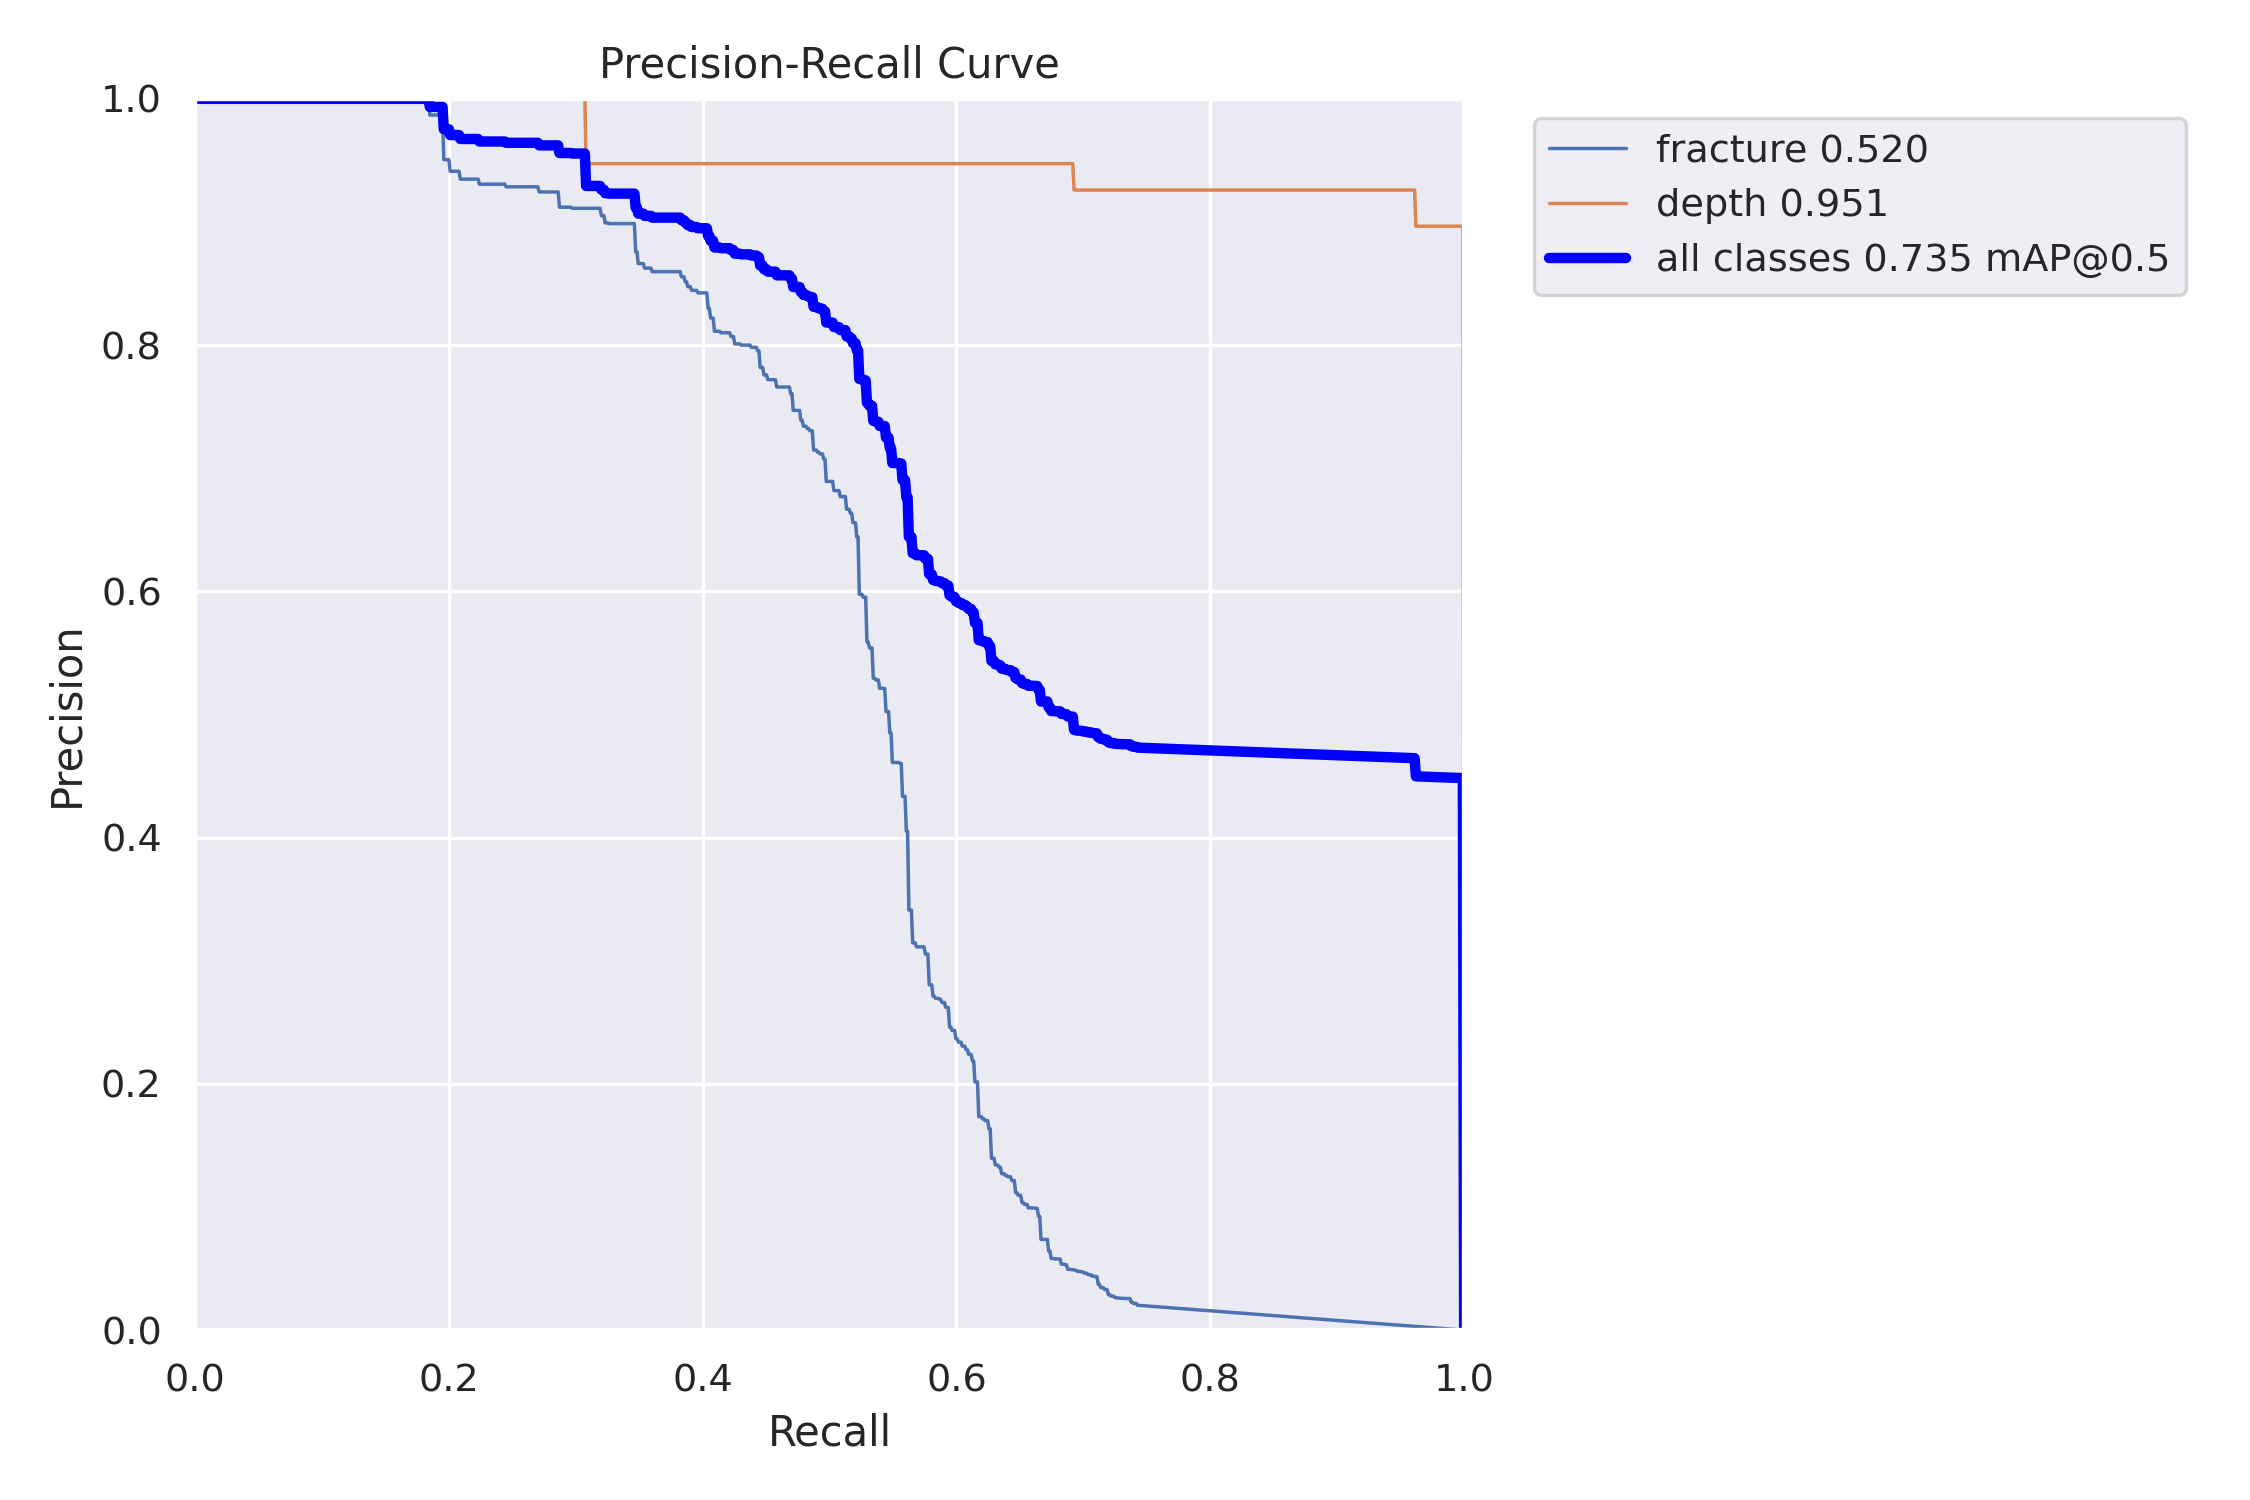 Precision-Recall Curve
1.0
0.8
0.6
0.4
0.2
0.0
Precision
0.0 0.2 0.4 0.6 0.8 1.0
Recall
fracture 0.520
depth 0.951
all classes 0.735 mAP@0.5